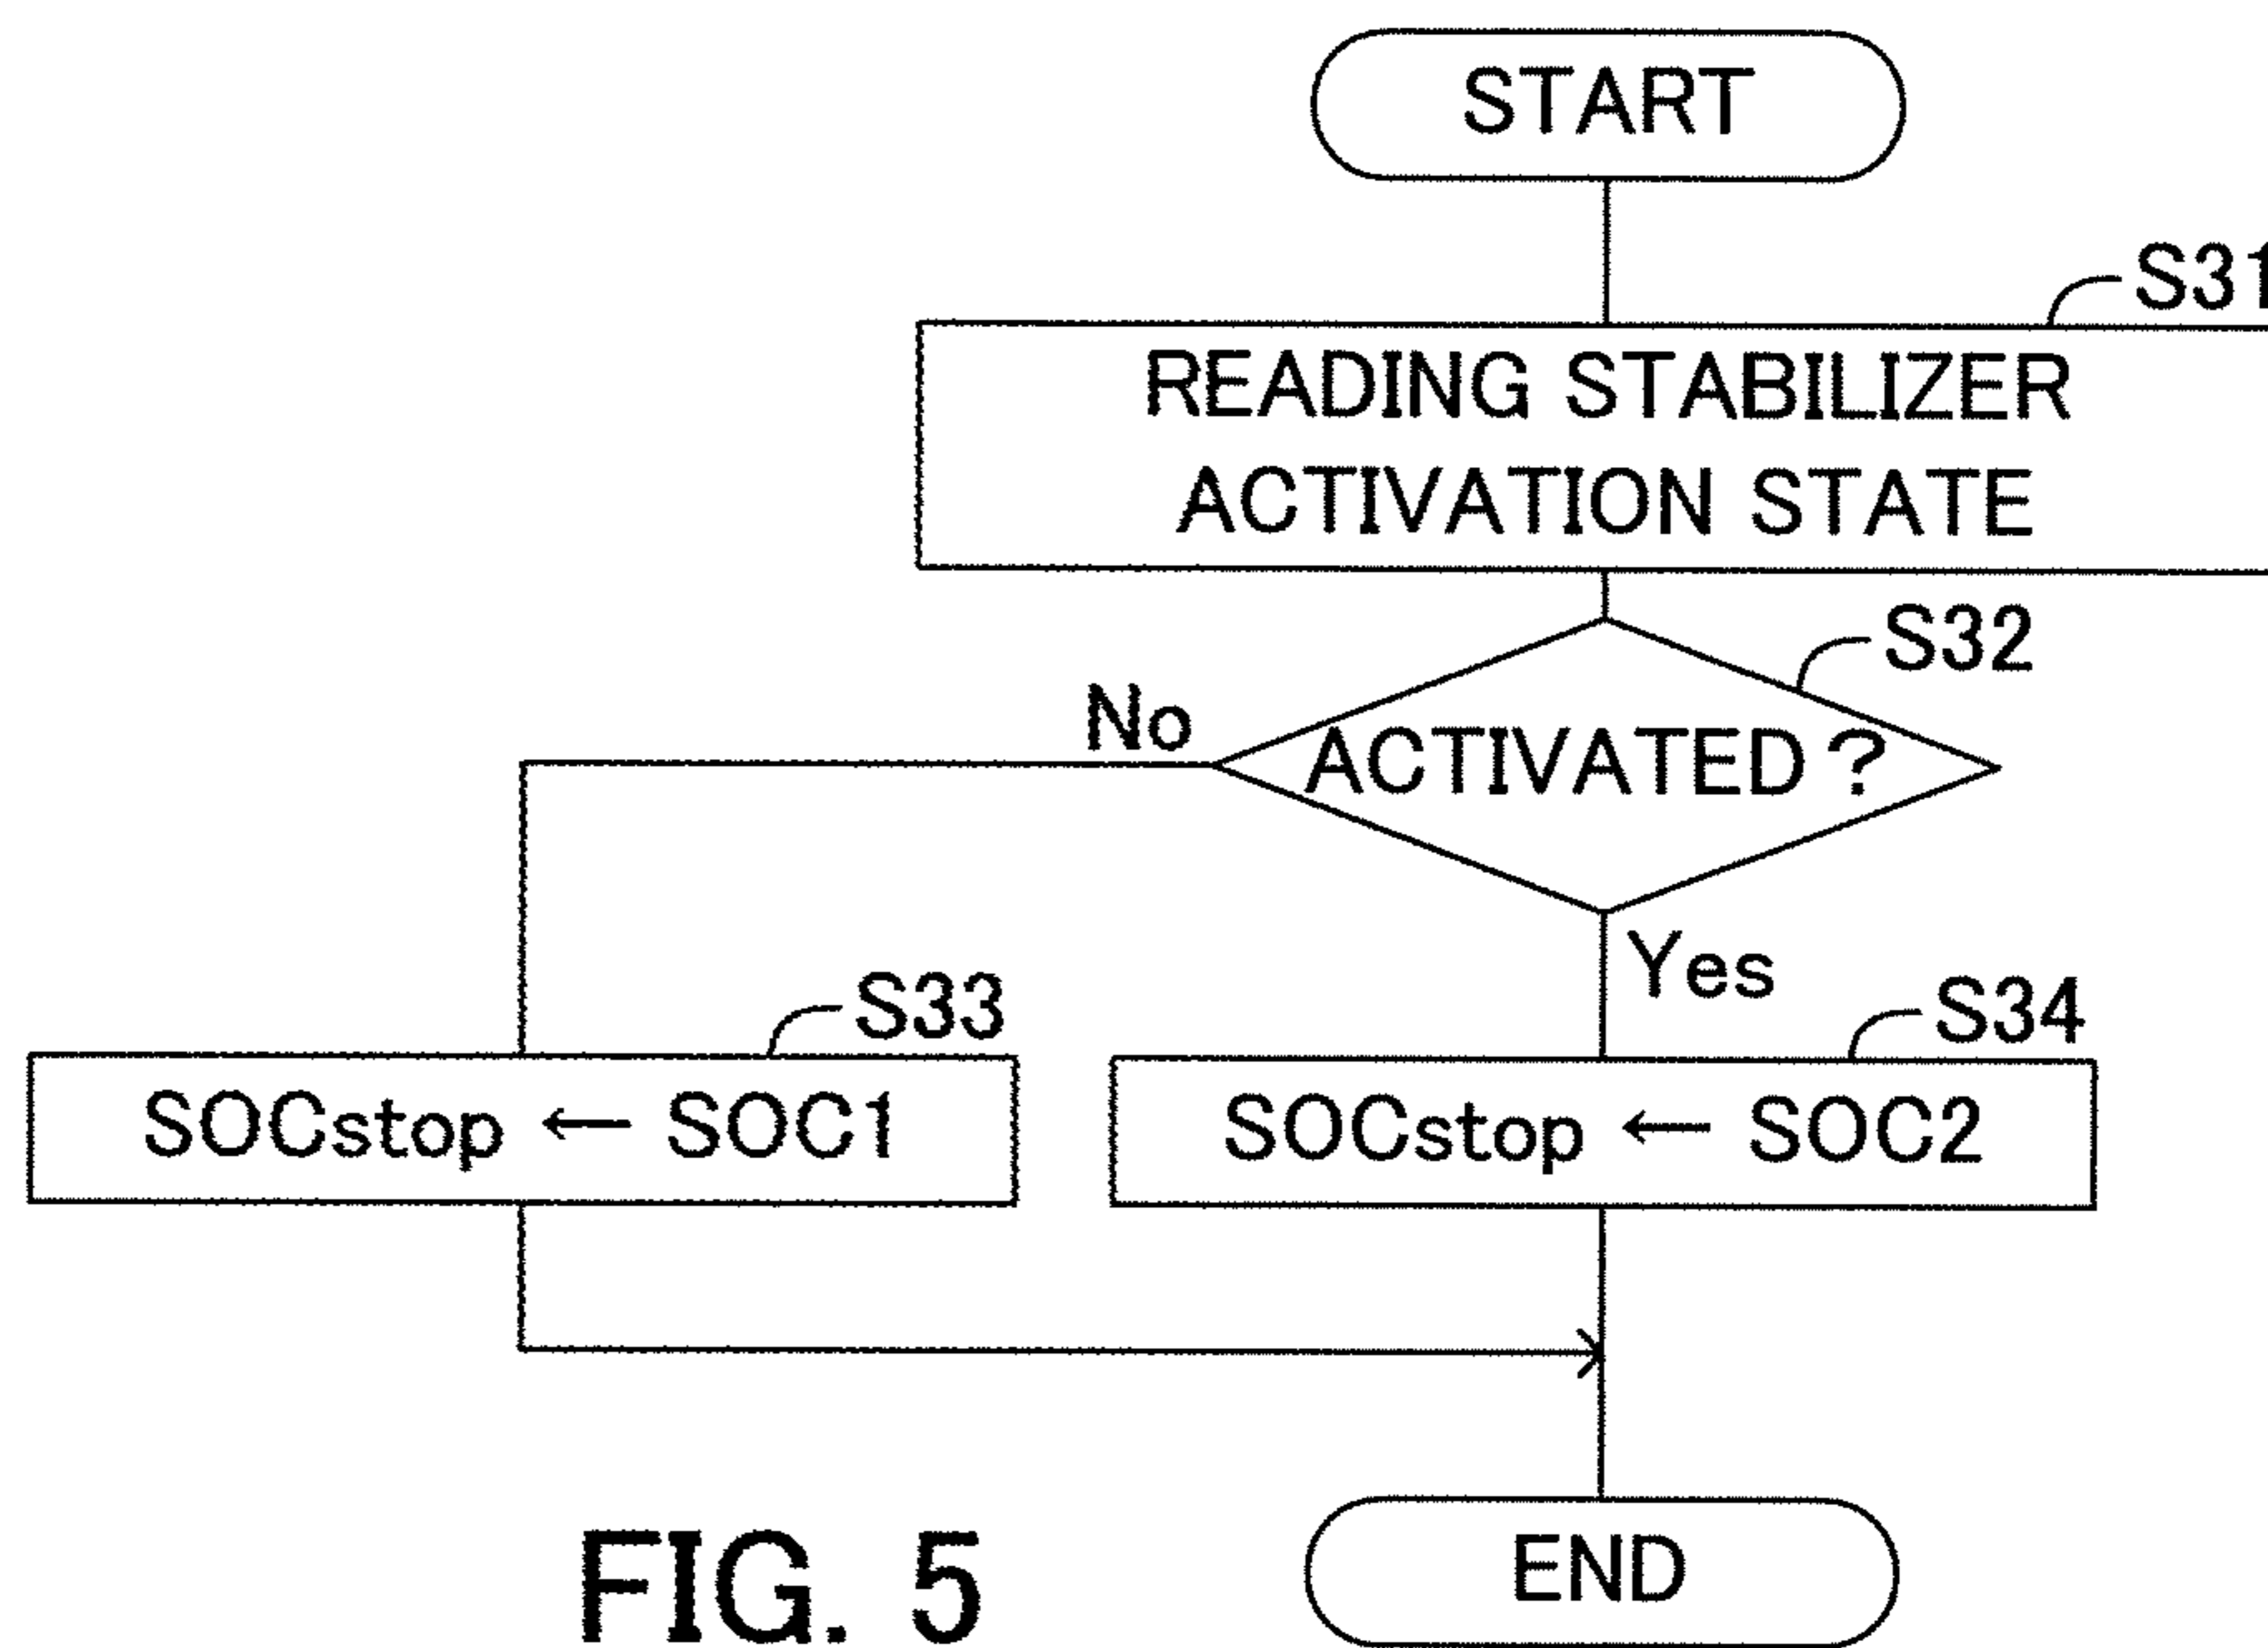 START
S31
READING STABILIZER
ACTIVATION STATE
S32
No
ACTIVATED ?
Yes
S33
S34
SOCstop ← SOC1
SOCstop ← SOC2
FIG. 5
END